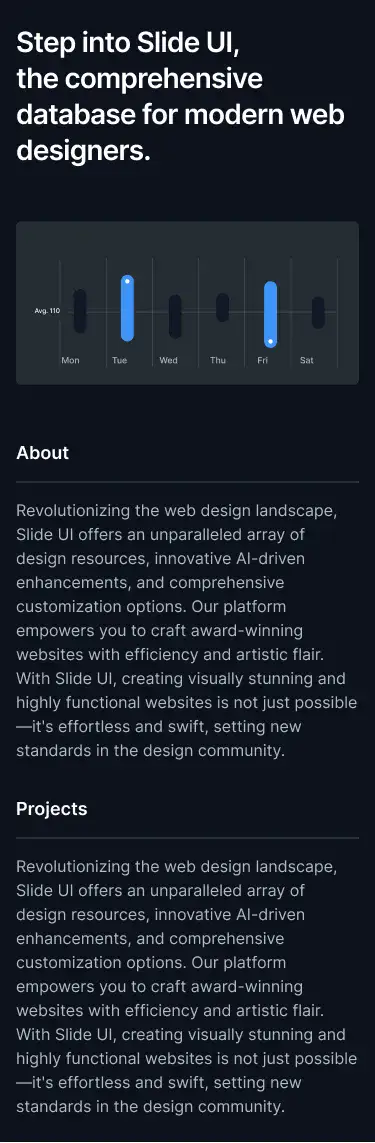 Step into Slide UI,
the comprehensive
database for modern web
designers.
Avg. 110
Mon Tue Wed Thu Fri Sat
About
Revolutionizing the web design landscape,
Slide UI offers an unparalleled array of
design resources, innovative AI-driven
enhancements, and comprehensive
customization options. Our platform
empowers you to craft award-winning
websites with efficiency and artistic flair.
With Slide UI, creating visually stunning and
highly functional websites is not just possible
—it's effortless and swift, setting new
standards in the design community.
Projects
Revolutionizing the web design landscape,
Slide UI offers an unparalleled array of
design resources, innovative AI-driven
enhancements, and comprehensive
customization options. Our platform
empowers you to craft award-winning
websites with efficiency and artistic flair.
With Slide UI, creating visually stunning and
highly functional websites is not just possible
—it's effortless and swift, setting new
standards in the design community.